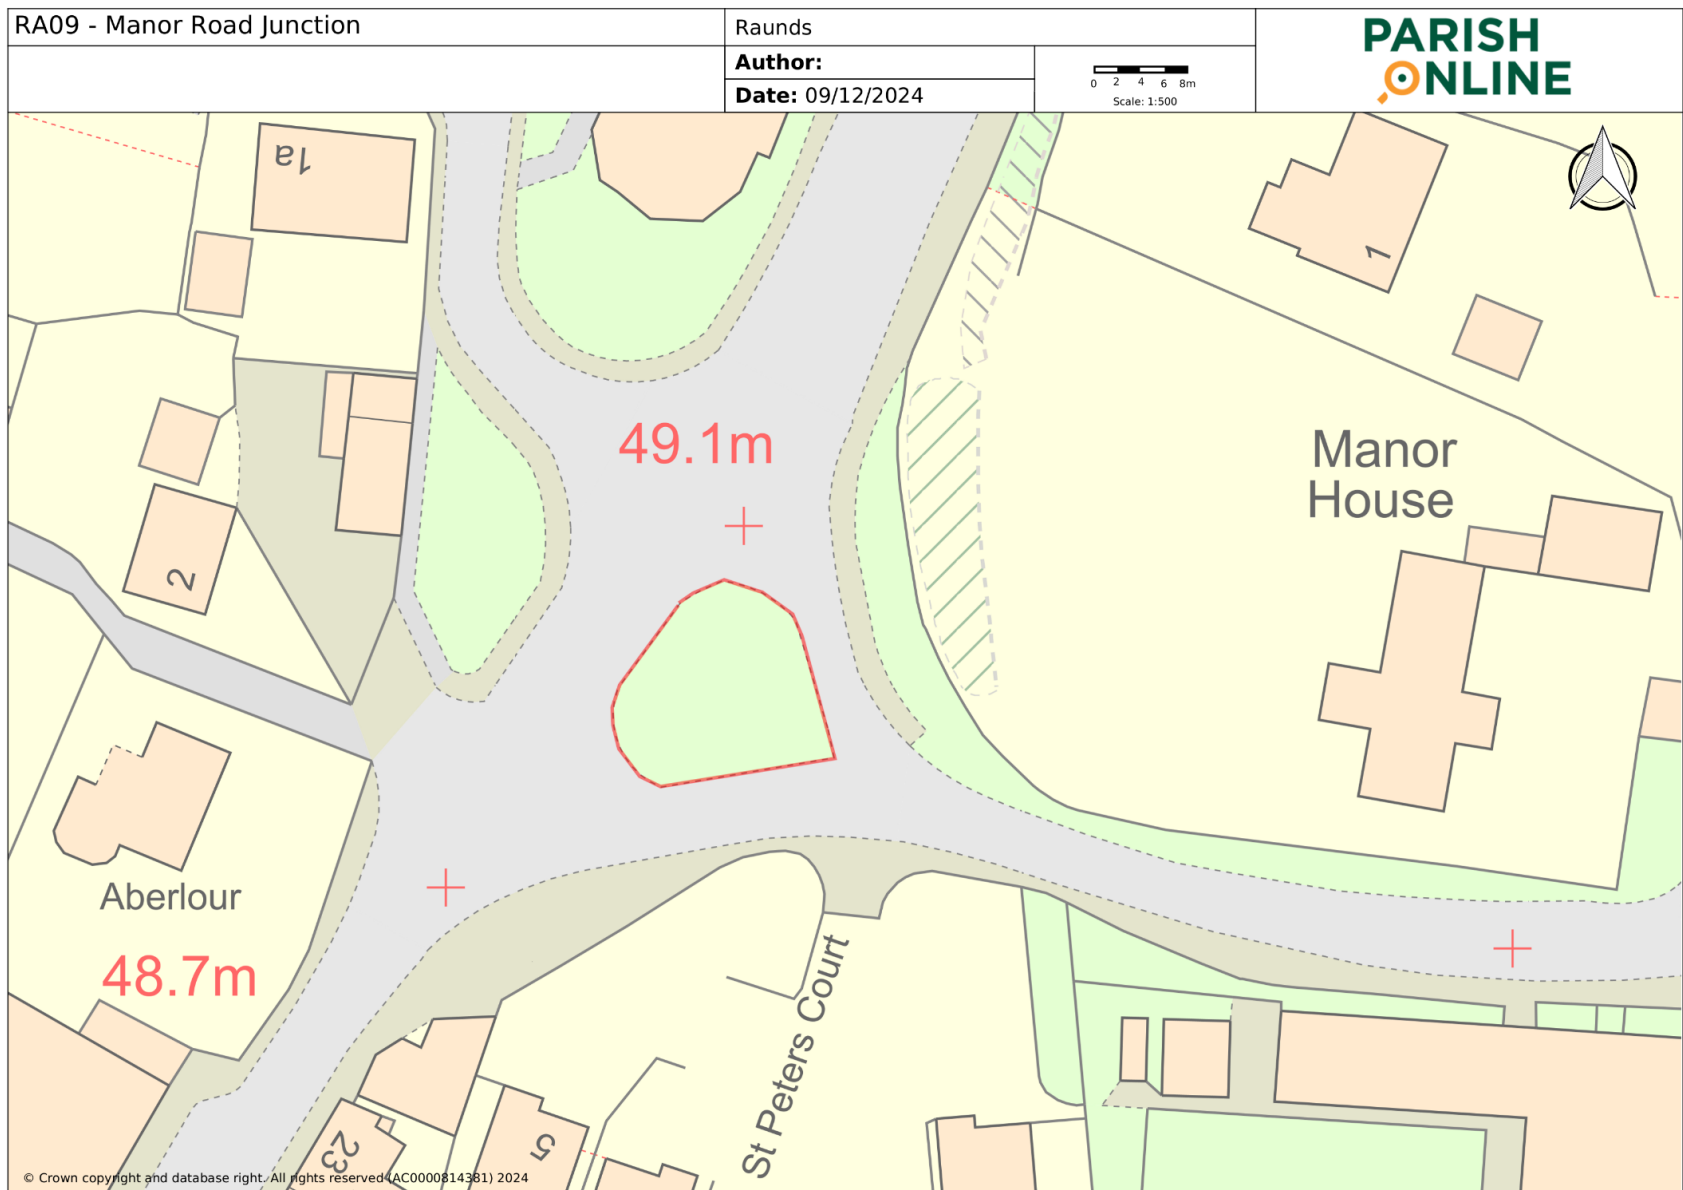 RA09 - Manor Road Junction
Raunds
Author:
Date: 09/12/2024
0 2 4 6 8m
Scale: 1:500
PARISH
ONLINE
1a
1
49.1m
Manor
House
2
Aberlour
48.7m
St Peters Court
5
23
© Crown copyright and database right. All rights reserved (AC0000814381) 2024